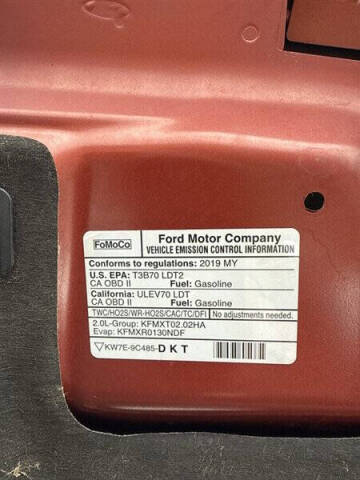 FoMoCo
Ford Motor Company
VEHICLE EMISSION CONTROL INFORMATION
Conforms to regulations: 2019 MY
U.S. EPA: T3B70 LDT2
CA OBD II Fuel: Gasoline
California: ULEV70 LDT
CA OBD II Fuel: Gasoline
TWC/HO2S/WR-HO2S/CAC/TC/DFI No adjustments needed.
2.0L-Group: KFMXT02.02HA
Evap: KFMXR0130NDF
KW7E-9C485-DKT